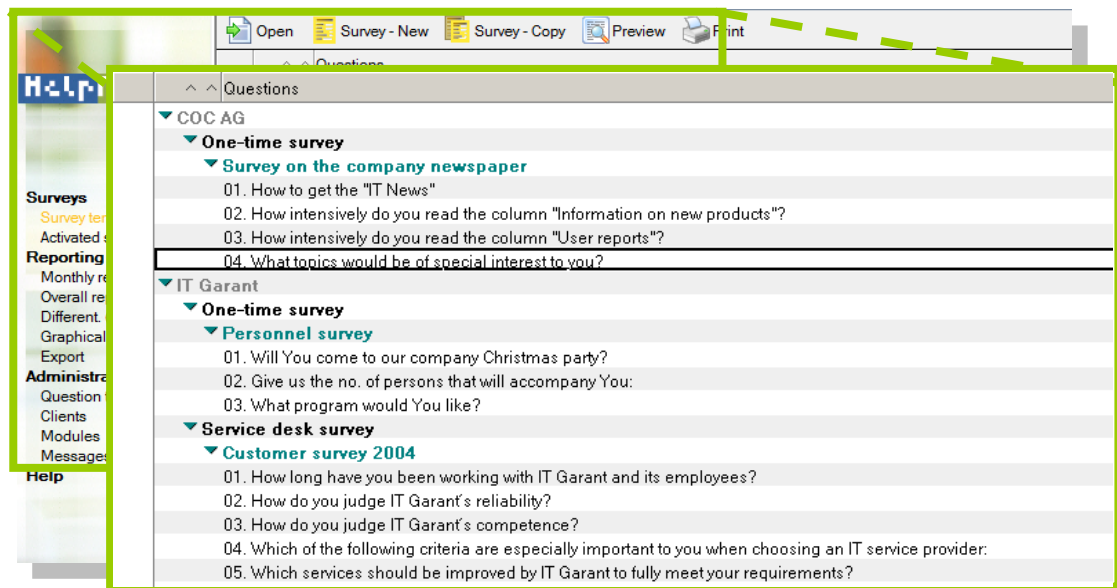 Open Survey - New Survey - Copy Preview Print
Questions
Surveys
Activated
Reporting
Monthly
Overall
Different.
Graphical
Export
Question
Clients
Modules
Messages
Help
^ ^ Questions
COC AG
One-time survey
Survey on the company newspaper
01. How to get the "IT News"
02. How intensively do you read the column "Information on new products"?
03. How intensively do you read the column "User reports"?
04. What topics would be of special interest to you?
IT Garant
One-time survey
Personnel survey
01. Will You come to our company Christmas party?
02. Give us the no. of persons that will accompany You:
03. What program would You like?
Service desk survey
Customer survey 2004
01. How long have you been working with IT Garant and its employees?
02. How do you judge IT Garant´s reliability?
03. How do you judge IT Garant´s competence?
04. Which of the following criteria are especially important to you when choosing an IT service provider:
05. Which services should be improved by IT Garant to fully meet your requirements?